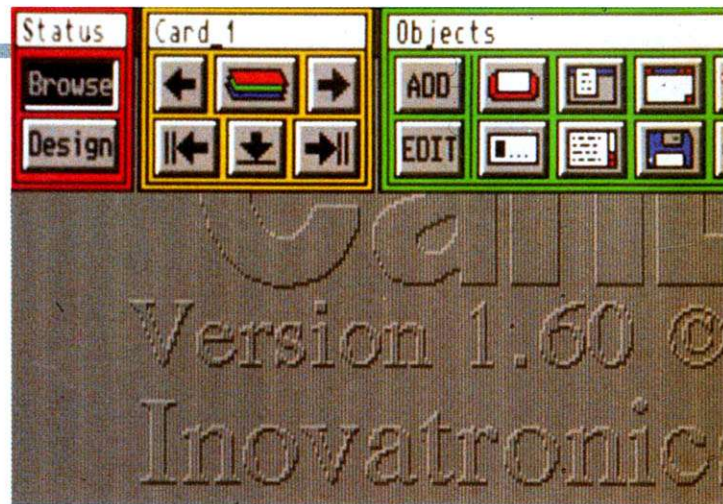 Status Card_1 Objects
Browse ADD
Design EDIT
Version 1.60 ©
Inovatronic